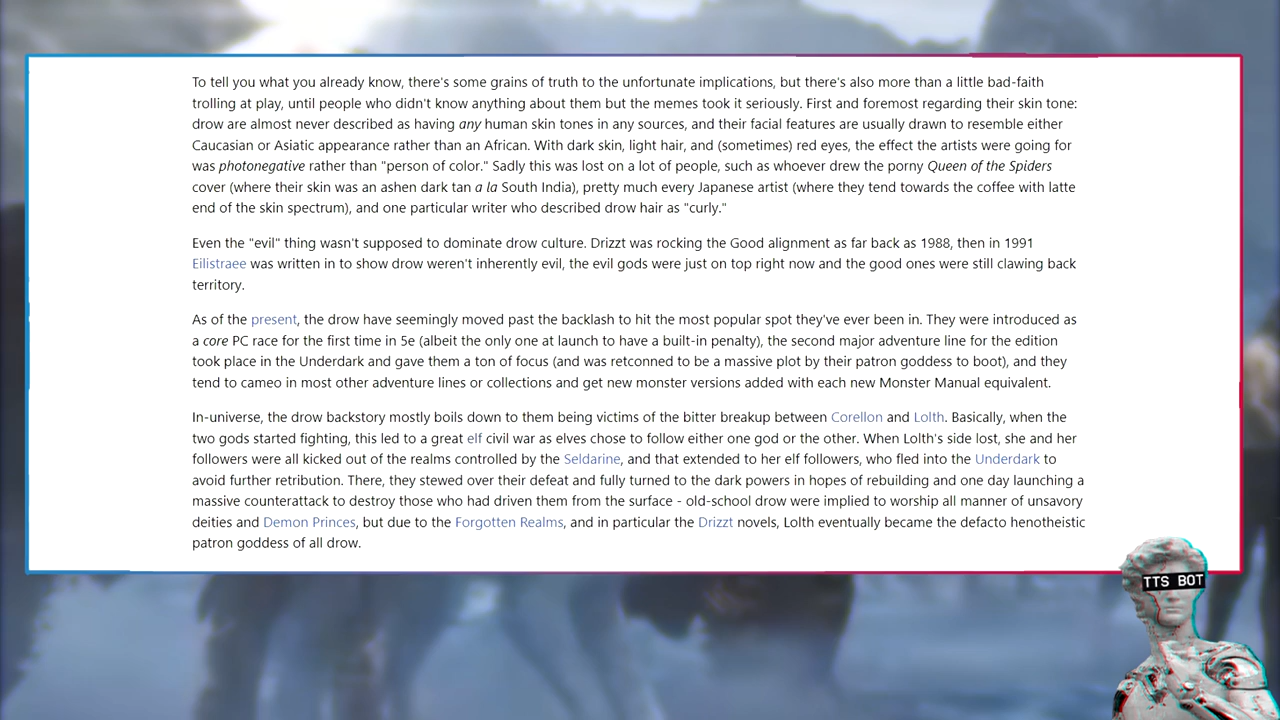 To tell you what you already know, there's some grains of truth to the unfortunate implications, but there's also more than a little bad-faith
trolling at play, until people who didn't know anything about them but the memes took it seriously. First and foremost regarding their skin tone:
drow are almost never described as having any human skin tones in any sources, and their facial features are usually drawn to resemble either
Caucasian or Asiatic appearance rather than an African. With dark skin, light hair, and (sometimes) red eyes, the effect the artists were going for
was photonegative rather than "person of color." Sadly this was lost on a lot of people, such as whoever drew the porny Queen of the Spiders
cover (where their skin was an ashen dark tan a la South India), pretty much every Japanese artist (where they tend towards the coffee with latte
end of the skin spectrum), and one particular writer who described drow hair as "curly."
Even the "evil" thing wasn't supposed to dominate drow culture. Drizzt was rocking the Good alignment as far back as 1988, then in 1991
Eilistraee was written in to show drow weren't inherently evil, the evil gods were just on top right now and the good ones were still clawing back
territory.
As of the present, the drow have seemingly moved past the backlash to hit the most popular spot they've ever been in. They were introduced as
a core PC race for the first time in 5e (albeit the only one at launch to have a built-in penalty), the second major adventure line for the edition
took place in the Underdark and gave them a ton of focus (and was retconned to be a massive plot by their patron goddess to boot), and they
tend to cameo in most other adventure lines or collections and get new monster versions added with each new Monster Manual equivalent.
In-universe, the drow backstory mostly boils down to them being victims of the bitter breakup between Corellon and Lolth. Basically, when the
two gods started fighting, this led to a great elf civil war as elves chose to follow either one god or the other. When Lolth's side lost, she and her
followers were all kicked out of the realms controlled by the Seldarine, and that extended to her elf followers, who fled into the Underdark to
avoid further retribution. There, they stewed over their defeat and fully turned to the dark powers in hopes of rebuilding and one day launching a
massive counterattack to destroy those who had driven them from the surface - old-school drow were implied to worship all manner of unsavory
deities and Demon Princes, but due to the Forgotten Realms, and in particular the Drizzt novels, Lolth eventually became the defacto henotheistic
patron goddess of all drow.
TTS BOT